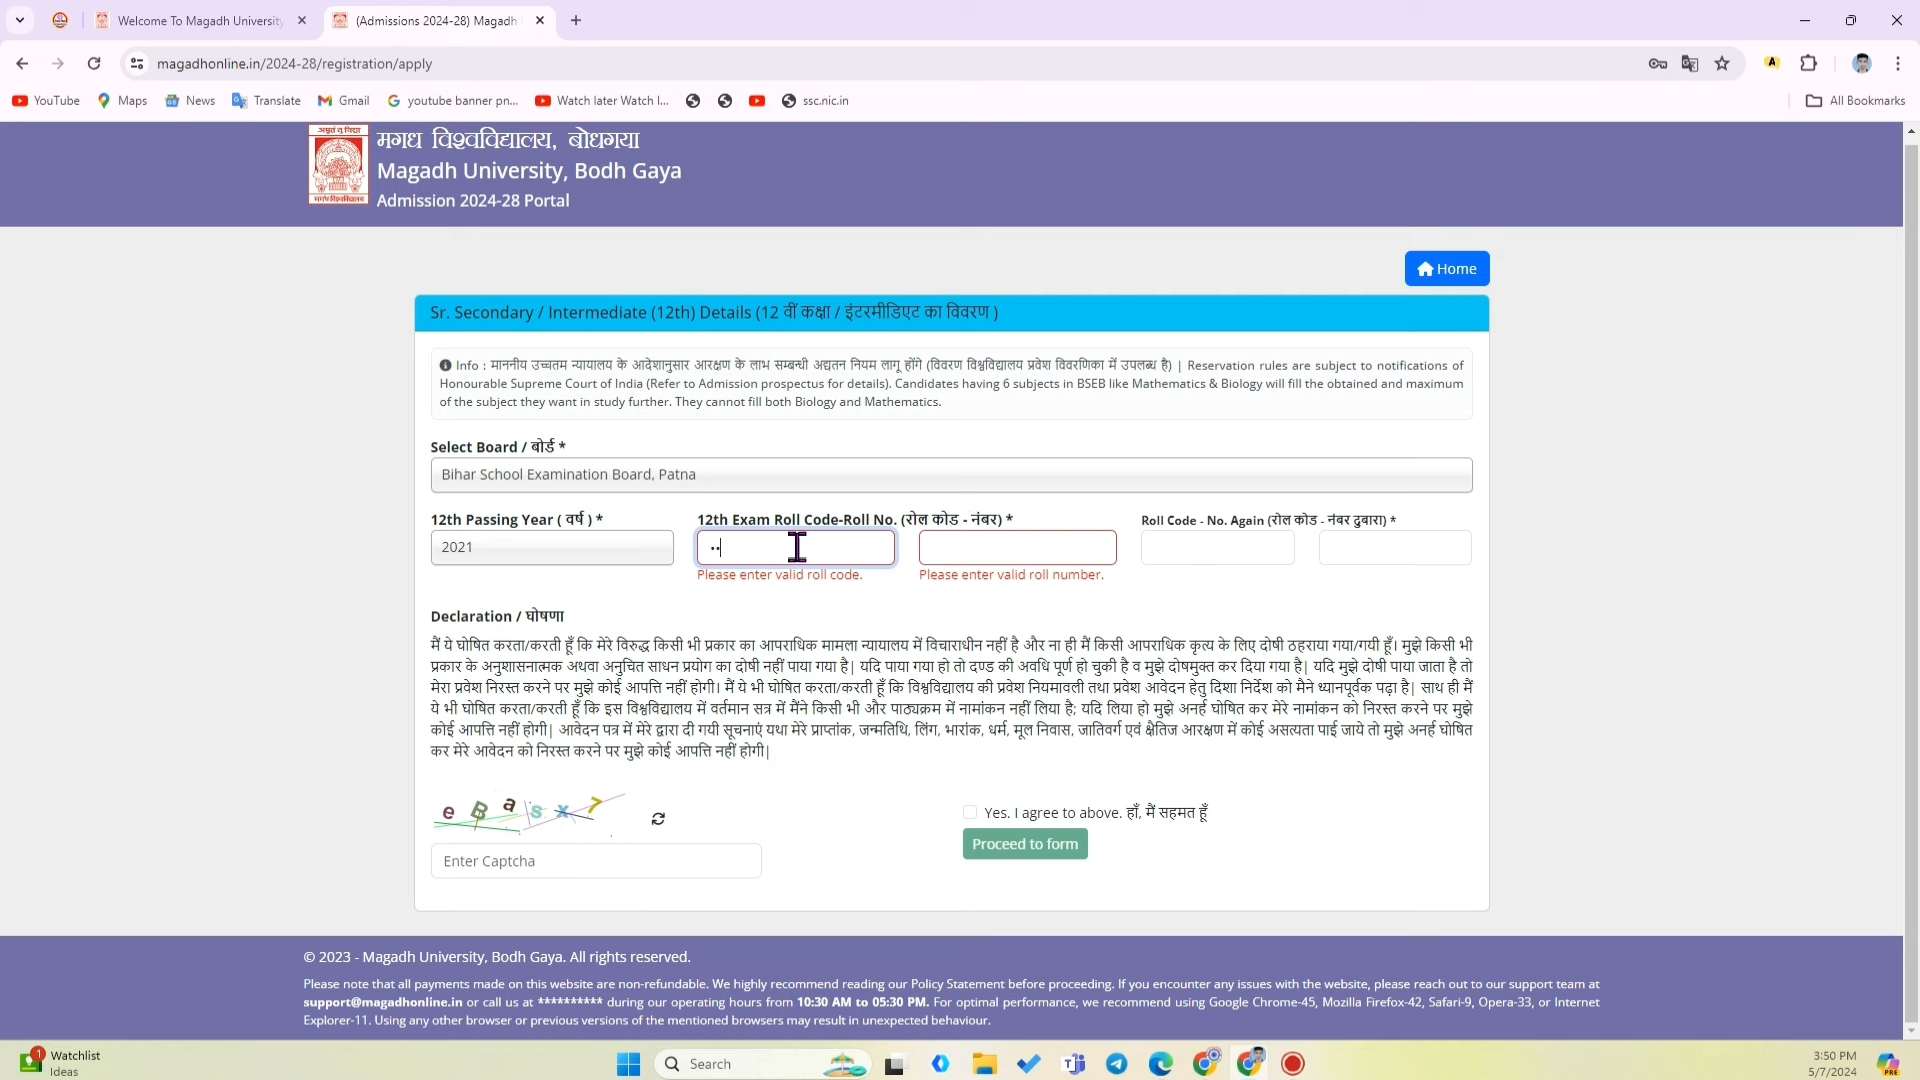 Welcome To Magadh University
(Admissions 2024-28) Magadh
magadhonline.in/2024-28/registration/apply
YouTube
Maps
News
Translate
Gmail
youtube banner pn...
Watch later Watch l...
ssc.nic.in
All Bookmarks
मगध विश्वविद्यालय, बोधगया
Magadh University, Bodh Gaya
Admission 2024-28 Portal
Home
Sr. Secondary / Intermediate (12th) Details (12 वीं कक्षा / इंटरमीडिएट का विवरण )
Info : माननीय उच्चतम न्यायालय के आदेशानुसार आरक्षण के लाभ सम्बन्धी अद्यतन नियम लागू होंगे (विवरण विश्वविद्यालय प्रवेश विवरणिका में उपलब्ध है) | Reservation rules are subject to notifications of
Honourable Supreme Court of India (Refer to Admission prospectus for details). Candidates having 6 subjects in BSEB like Mathematics & Biology will fill the obtained and maximum
of the subject they want in study further. They cannot fill both Biology and Mathematics.
Select Board / बोर्ड *
Bihar School Examination Board, Patna
12th Passing Year ( वर्ष ) *
12th Exam Roll Code-Roll No. (रोल कोड - नंबर) *
Roll Code - No. Again (रोल कोड - नंबर दुबारा) *
2021
••
Please enter valid roll code.
Please enter valid roll number.
Declaration / घोषणा
मैं ये घोषित करता/करती हूँ कि मेरे विरुद्ध किसी भी प्रकार का आपराधिक मामला न्यायालय में विचाराधीन नहीं है और ना ही मैं किसी आपराधिक कृत्य के लिए दोषी ठहराया गया/गयी हूँ। मुझे किसी भी
प्रकार के अनुशासनात्मक अथवा अनुचित साधन प्रयोग का दोषी नहीं पाया गया है| यदि पाया गया हो तो दण्ड की अवधि पूर्ण हो चुकी है व मुझे दोषमुक्त कर दिया गया है| यदि मुझे दोषी पाया जाता है तो
मेरा प्रवेश निरस्त करने पर मुझे कोई आपत्ति नहीं होगी। मैं ये भी घोषित करता/करती हूँ कि विश्वविद्यालय की प्रवेश नियमावली तथा प्रवेश आवेदन हेतु दिशा निर्देश को मैने ध्यानपूर्वक पढ़ा है| साथ ही मैं
ये भी घोषित करता/करती हूँ कि इस विश्वविद्यालय में वर्तमान सत्र में मैंने किसी भी और पाठ्यक्रम में नामांकन नहीं लिया है; यदि लिया हो मुझे अनर्ह घोषित कर मेरे नामांकन को निरस्त करने पर मुझे
कोई आपत्ति नहीं होगी| आवेदन पत्र में मेरे द्वारा दी गयी सूचनाएं यथा मेरे प्राप्तांक, जन्मतिथि, लिंग, भारांक, धर्म, मूल निवास, जातिवर्ग एवं क्षैतिज आरक्षण में कोई असत्यता पाई जाये तो मुझे अनर्ह घोषित
कर मेरे आवेदन को निरस्त करने पर मुझे कोई आपत्ति नहीं होगी|
e B a s x 7
Yes. I agree to above. हाँ, मैं सहमत हूँ
Proceed to form
Enter Captcha
© 2023 - Magadh University, Bodh Gaya. All rights reserved.
Please note that all payments made on this website are non-refundable. We highly recommend reading our Policy Statement before proceeding. If you encounter any issues with the website, please reach out to our support team at
support@magadhonline.in or call us at ********** during our operating hours from 10:30 AM to 05:30 PM. For optimal performance, we recommend using Google Chrome-45, Mozilla Firefox-42, Safari-9, Opera-33, or Internet
Explorer-11. Using any other browser or previous versions of the mentioned browsers may result in unexpected behaviour.
1
Watchlist
Ideas
Search
3:50 PM
5/7/2024